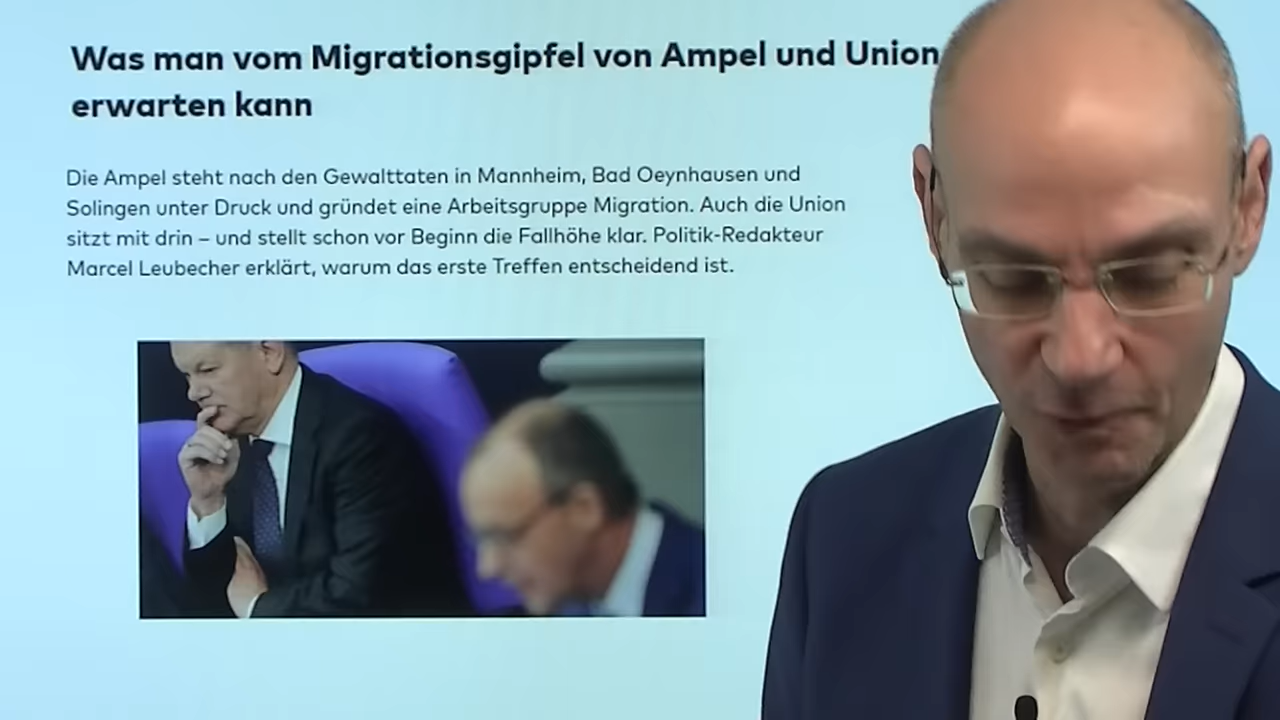 Was man vom Migrationsgipfel von Ampel und Union
erwarten kann
Die Ampel steht nach den Gewalttaten in Mannheim, Bad Oeynhausen und
Solingen unter Druck und gründet eine Arbeitsgruppe Migration. Auch die Union
sitzt mit drin – und stellt schon vor Beginn die Fallhöhe klar. Politik-Redakteur
Marcel Leubecher erklärt, warum das erste Treffen entscheidend ist.